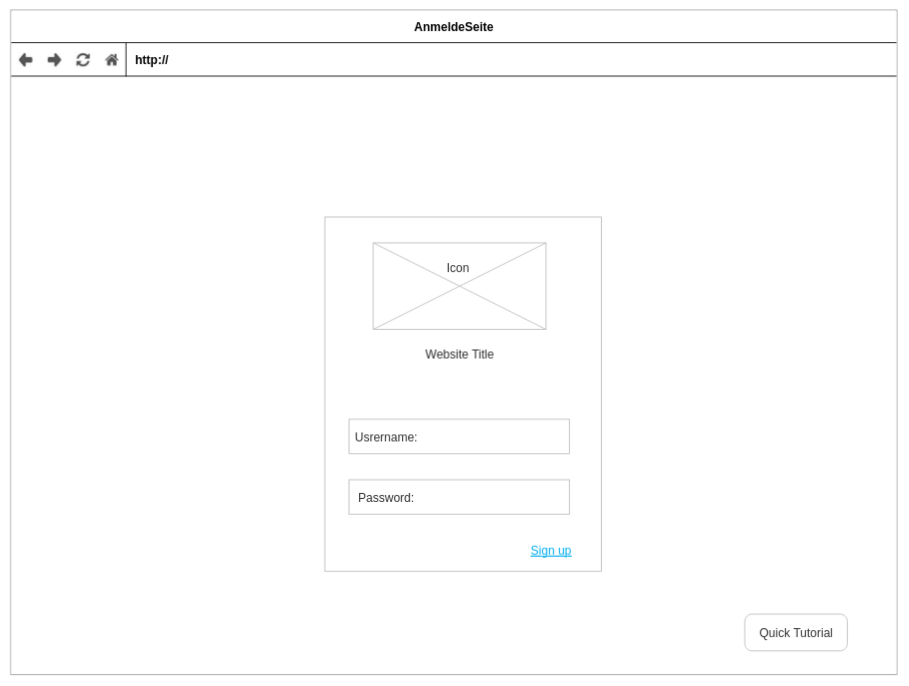 AnmeldeSeite
http://
Icon
Website Title
Usrername:
Password:
Sign up
Quick Tutorial